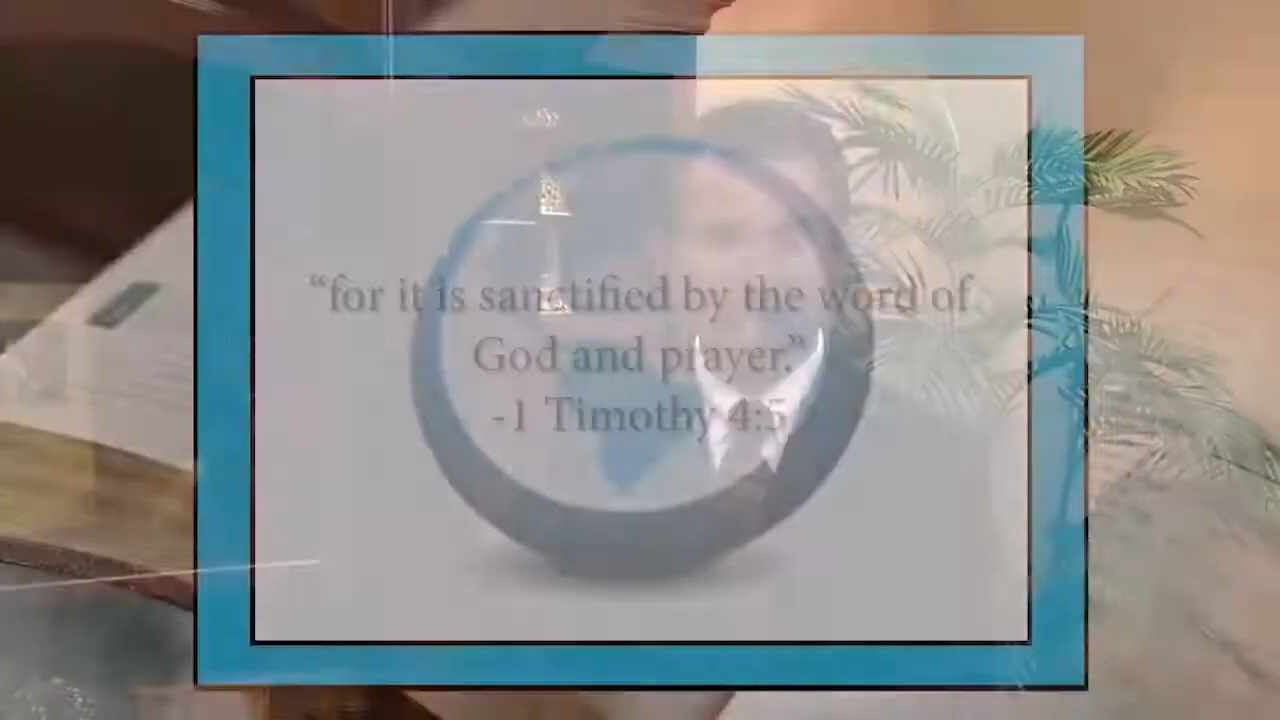 “for it is sanctified by the word of
God and prayer.”
-1 Timothy 4:5